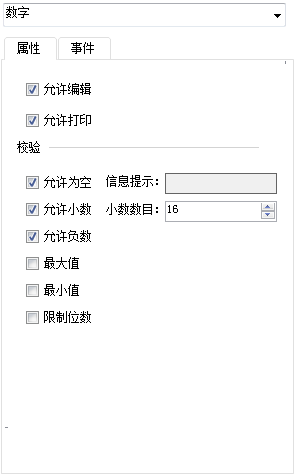 数字
属性 事件
允许编辑
允许打印
校验
允许为空 信息提示:
允许小数 小数数目: 16
允许负数
最大值
最小值
限制位数